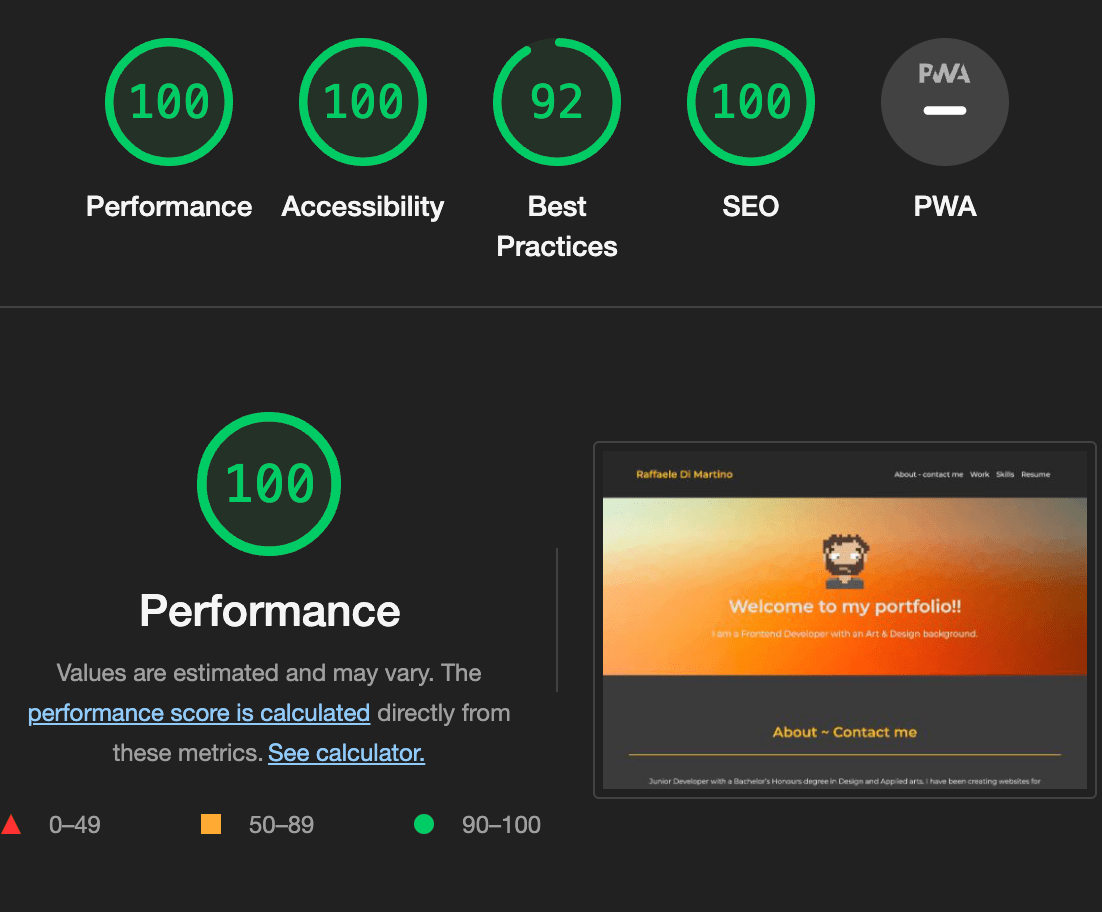 100
100
92
100
PWA
Performance
Accessibility
Best
Practices
SEO
PWA
100
Performance
Values are estimated and may vary. The
performance score is calculated directly from
these metrics. See calculator.
0–49
50–89
90–100
Raffaele Di Martino
About - contact me Work Skills Resume
Welcome to my portfolio!!
I am a Frontend Developer with an Art & Design background.
About ~ Contact me
Junior Developer with a Bachelor's Honours degree in Design and Applied arts. I have been creating websites for